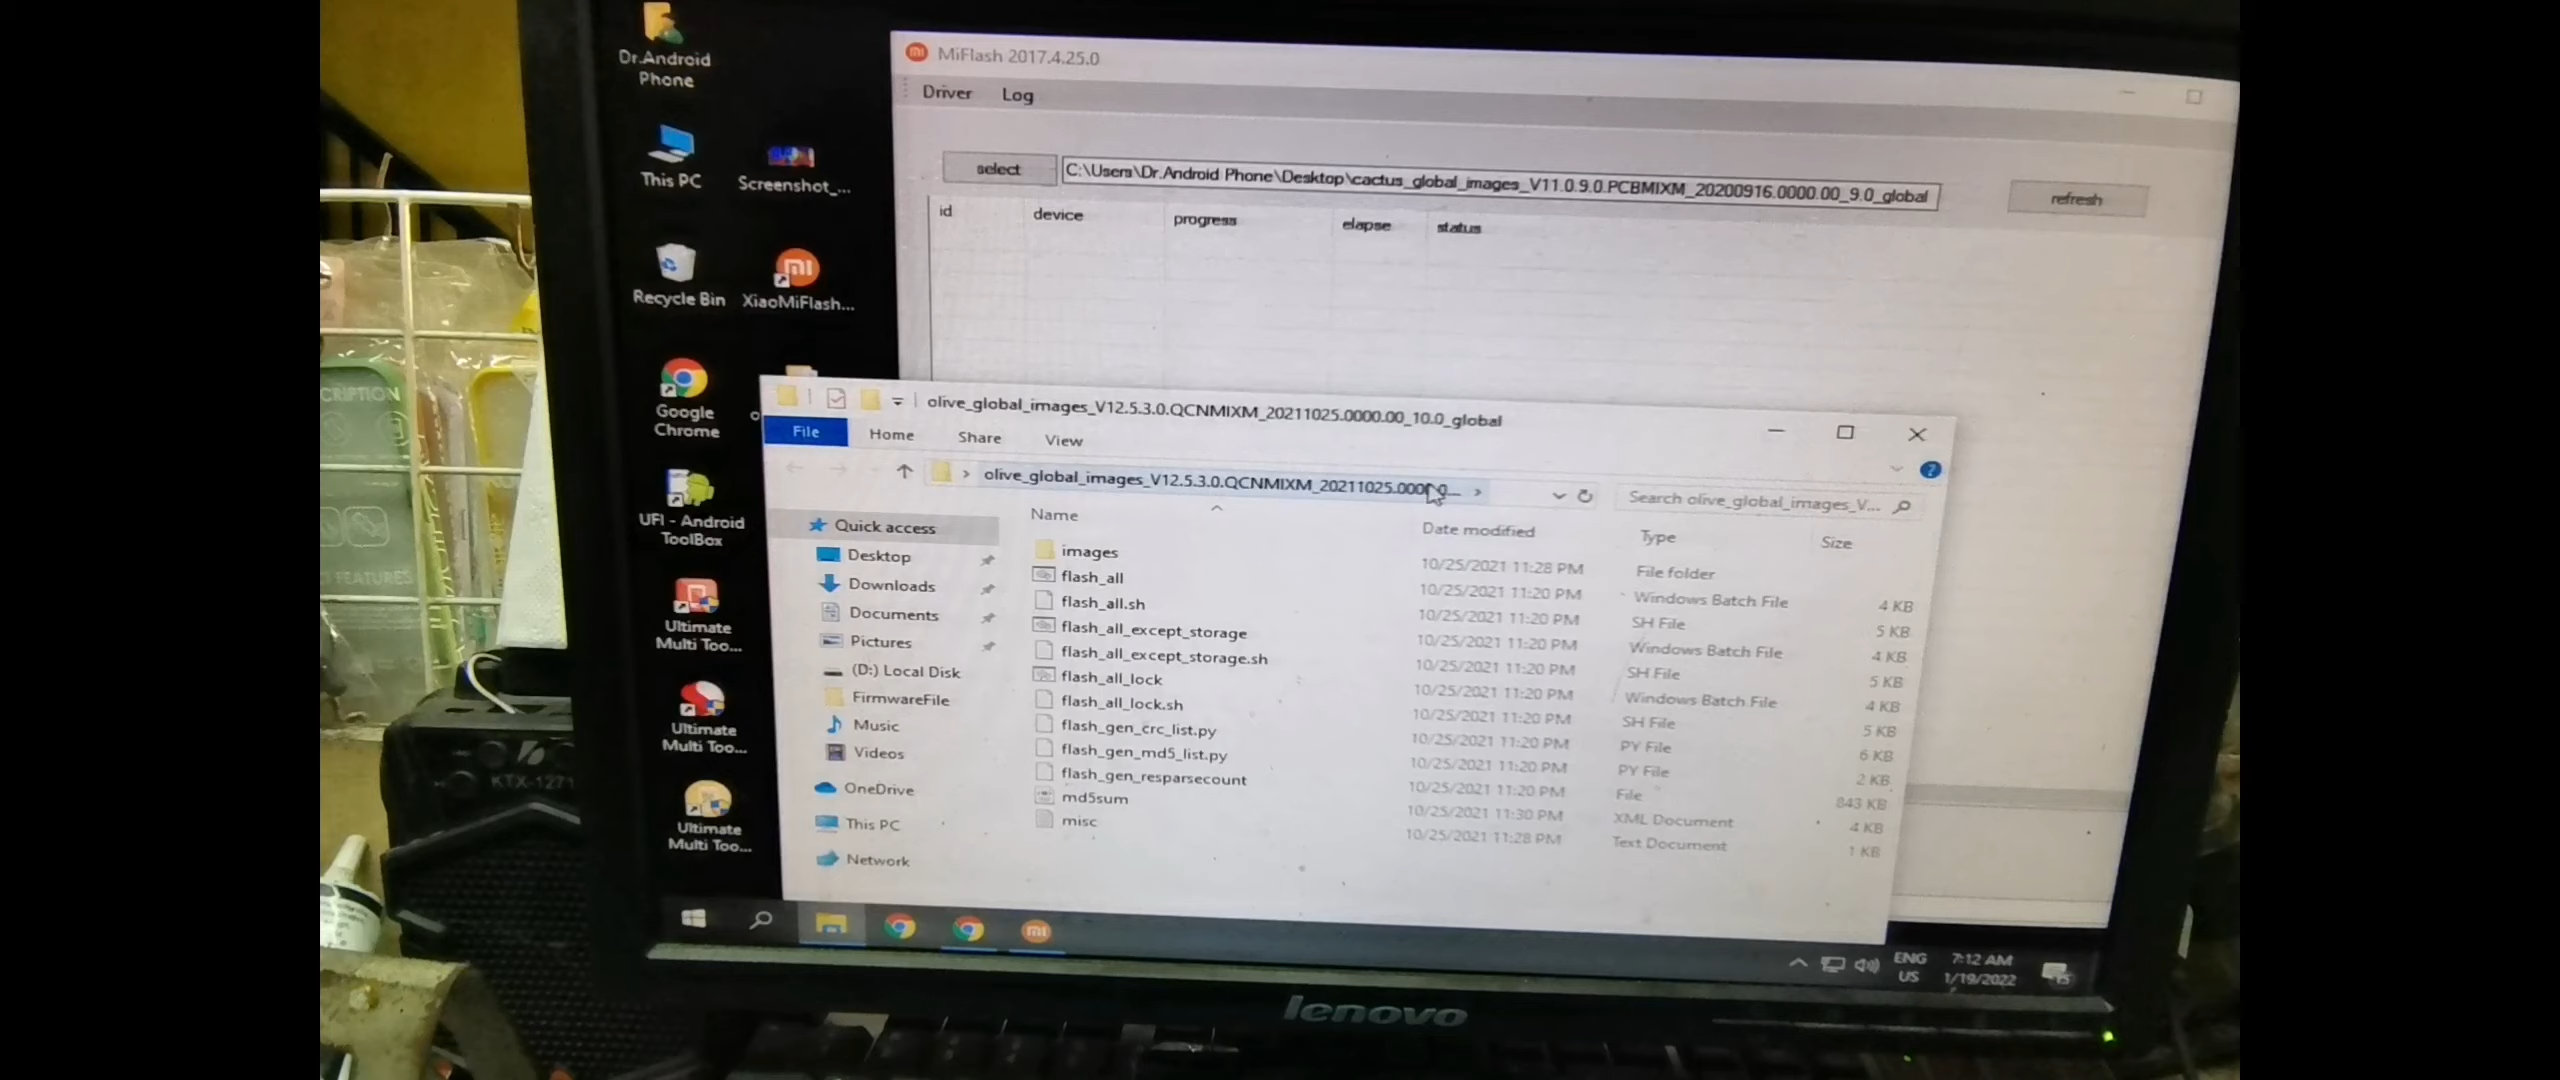 Dr.Android
Phone
This PC
Screenshot_...
Recycle Bin
XiaoMiFlash...
Google
Chrome
UFI - Android
ToolBox
Ultimate
Multi Too...
Ultimate
Multi Too...
Ultimate
Multi Too...
MiFlash 2017.4.25.0
Driver Log
select C:\Users\Dr.Android Phone\Desktop\cactus_global_images_V11.0.9.0.PCBMIXM_20200916.0000.00_9.0_global refresh
id device progress elapse status
olive_global_images_V12.5.3.0.QCNMIXM_20211025.0000.00_10.0_global
File Home Share View
olive_global_images_V12.5.3.0.QCNMIXM_20211025.0000.0... Search olive_global_images_V...
Quick access
Desktop
Downloads
Documents
Pictures
(D:) Local Disk
FirmwareFile
Music
Videos
OneDrive
This PC
Network
Name Date modified Type Size
images 10/25/2021 11:28 PM File folder
flash_all 10/25/2021 11:20 PM Windows Batch File 4 KB
flash_all.sh 10/25/2021 11:20 PM SH File 5 KB
flash_all_except_storage 10/25/2021 11:20 PM Windows Batch File 4 KB
flash_all_except_storage.sh 10/25/2021 11:20 PM SH File 5 KB
flash_all_lock 10/25/2021 11:20 PM Windows Batch File 4 KB
flash_all_lock.sh 10/25/2021 11:20 PM SH File 5 KB
flash_gen_crc_list.py 10/25/2021 11:20 PM PY File 6 KB
flash_gen_md5_list.py 10/25/2021 11:20 PM PY File 2 KB
flash_gen_resparsecount 10/25/2021 11:20 PM File 843 KB
md5sum 10/25/2021 11:30 PM XML Document 4 KB
misc 10/25/2021 11:28 PM Text Document 1 KB
ENG
US
7:12 AM
1/19/2022
15
lenovo
KTX-1271
CRIPTION
FEATURES